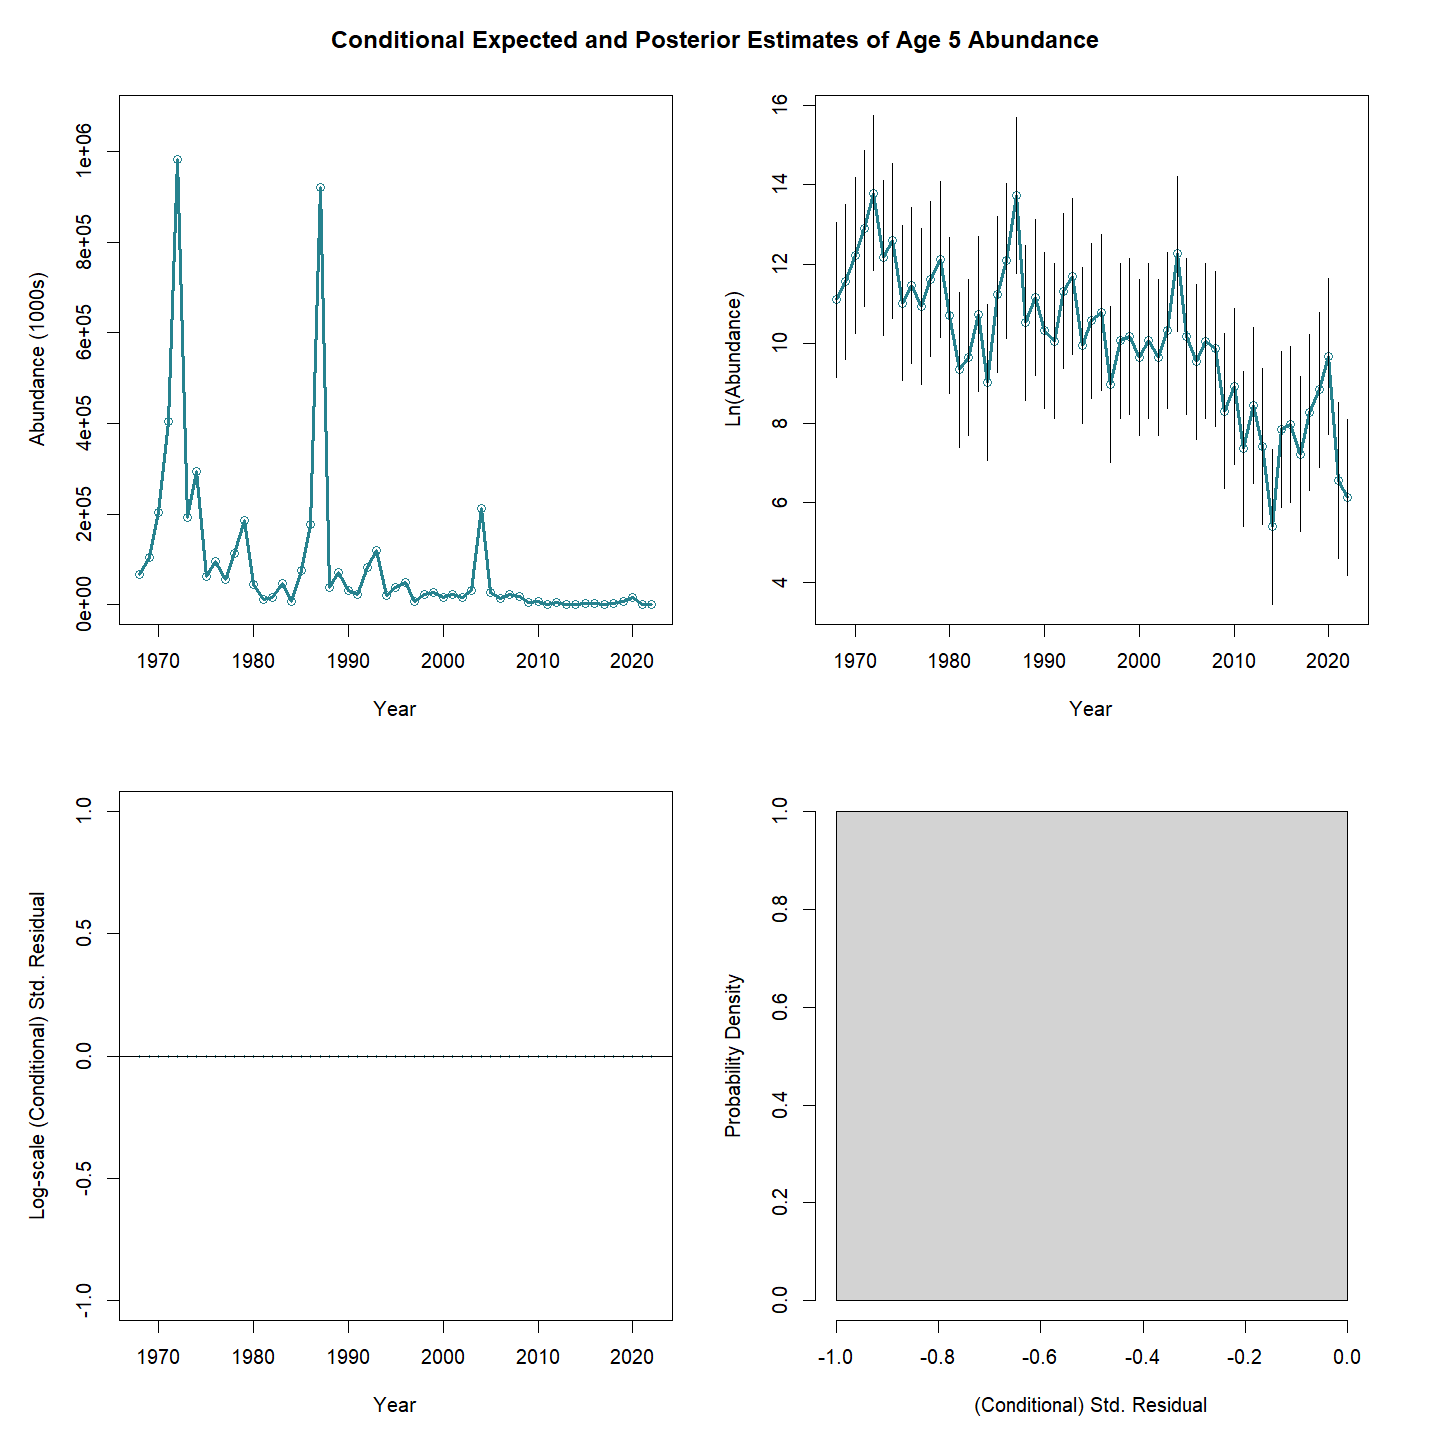 Conditional Expected and Posterior Estimates of Age 5 Abundance
Abundance (1000s)
0e+00
2e+05
4e+05
6e+05
8e+05
1e+06
1970 1980 1990 2000 2010 2020
Year
Ln(Abundance)
4
6
8
10
12
14
16
1970 1980 1990 2000 2010 2020
Year
Log-scale (Conditional) Std. Residual
-1.0
-0.5
0.0
0.5
1.0
1970 1980 1990 2000 2010 2020
Year
Probability Density
0.0
0.2
0.4
0.6
0.8
1.0
-1.0 -0.8 -0.6 -0.4 -0.2 0.0
(Conditional) Std. Residual